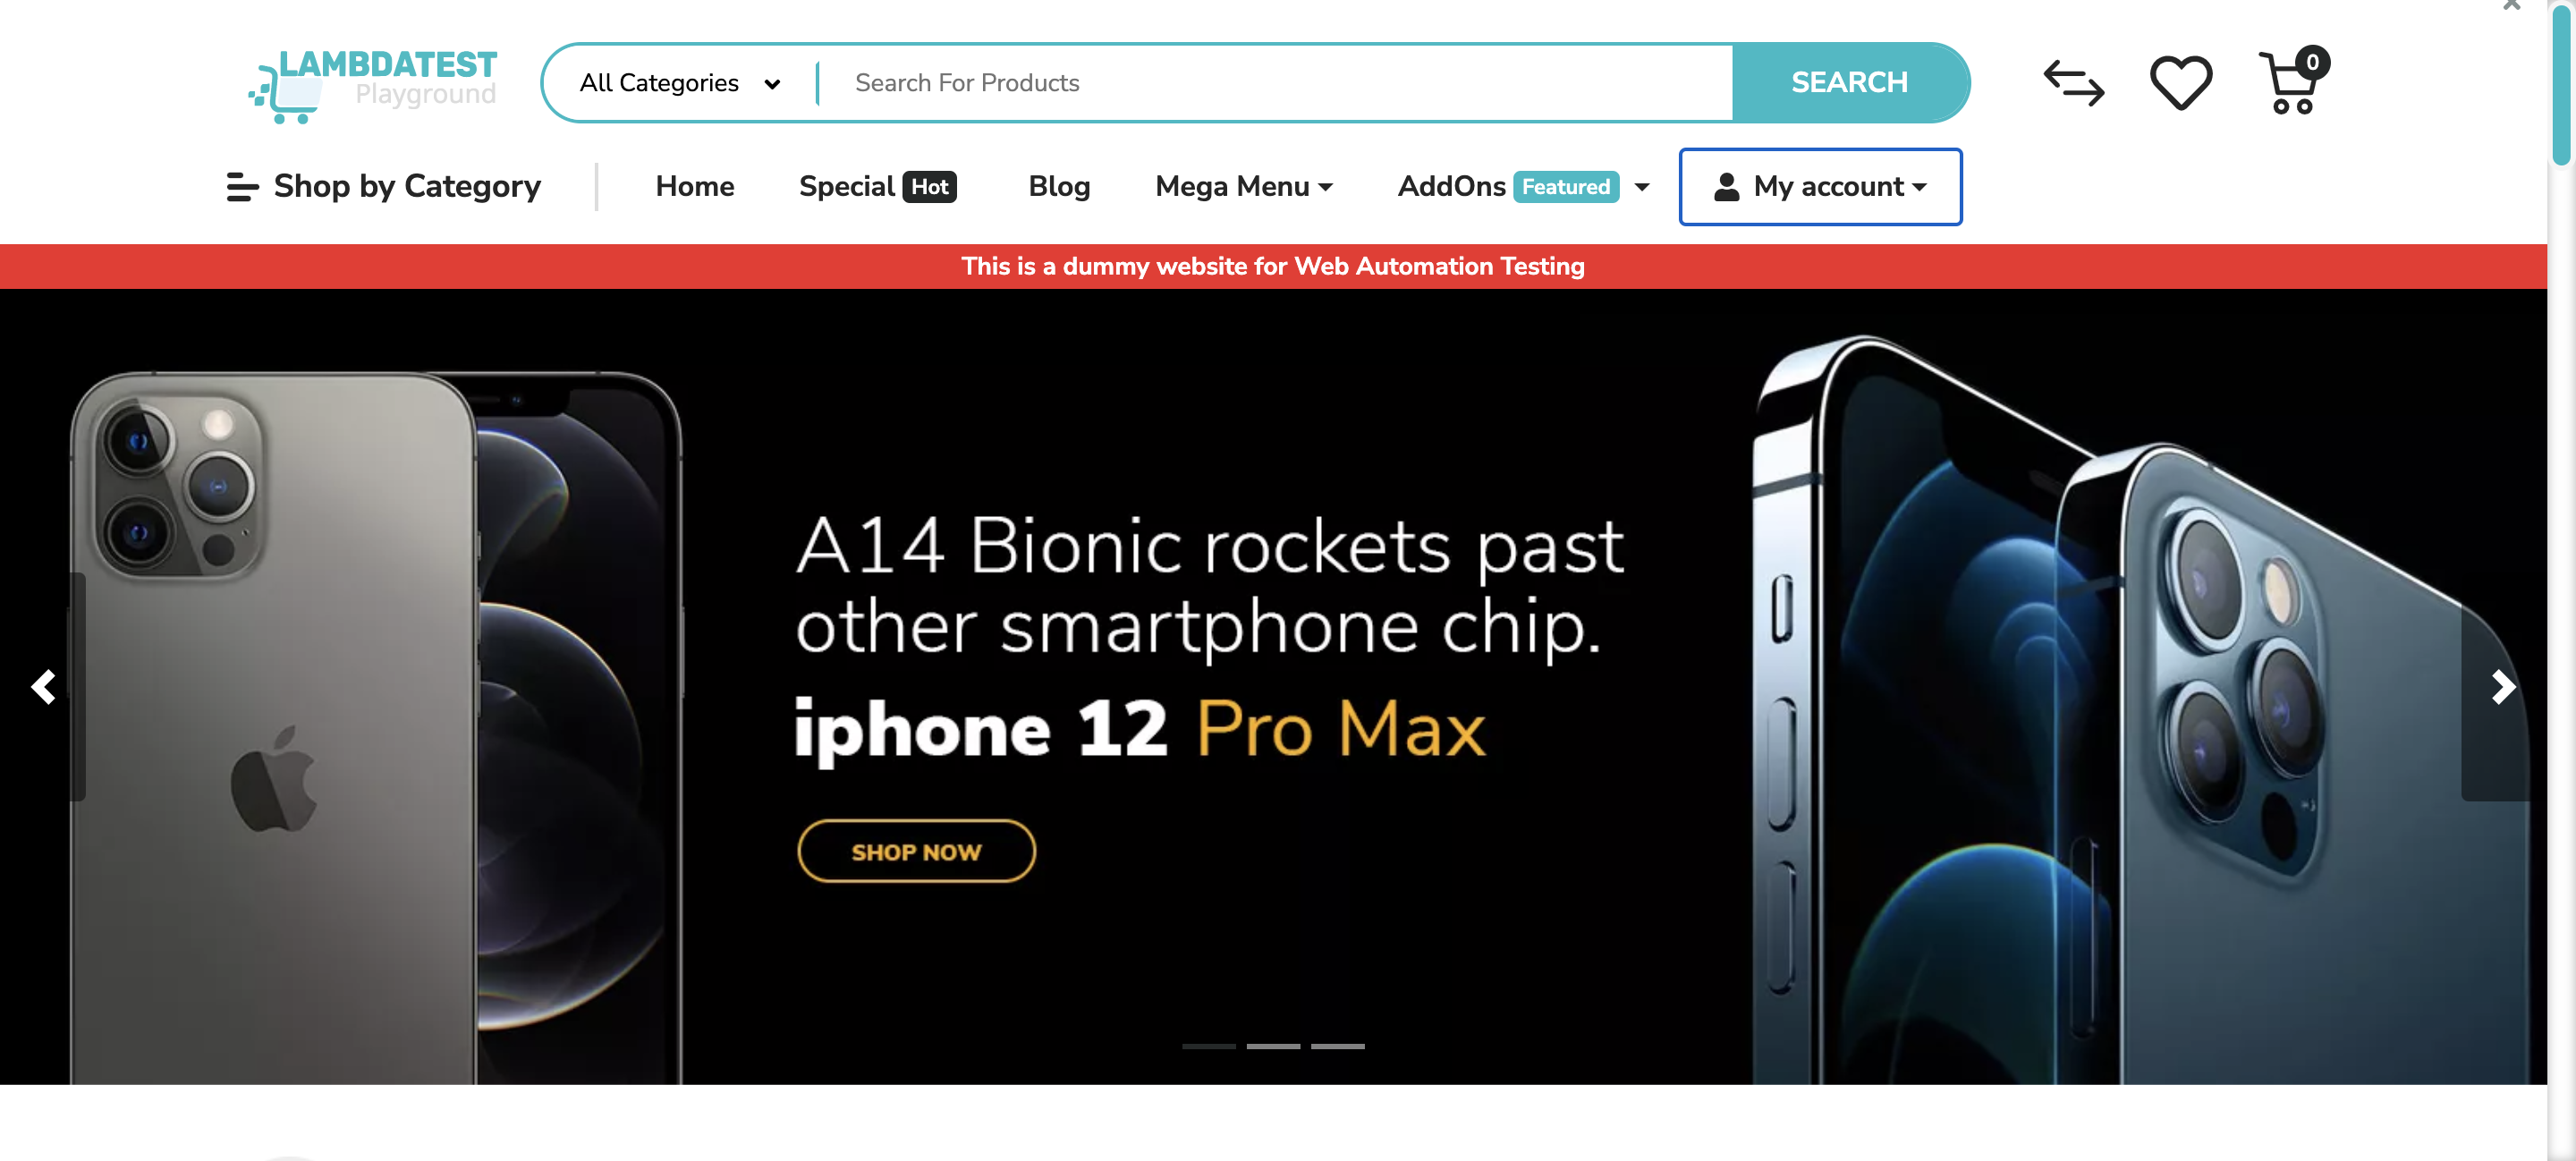 LAMBDATEST
Playground
All Categories
Search For Products
SEARCH
0
Shop by Category
Home
Special Hot
Blog
Mega Menu
AddOns Featured
My account
This is a dummy website for Web Automation Testing
A14 Bionic rockets past
other smartphone chip.
iphone 12 Pro Max
SHOP NOW